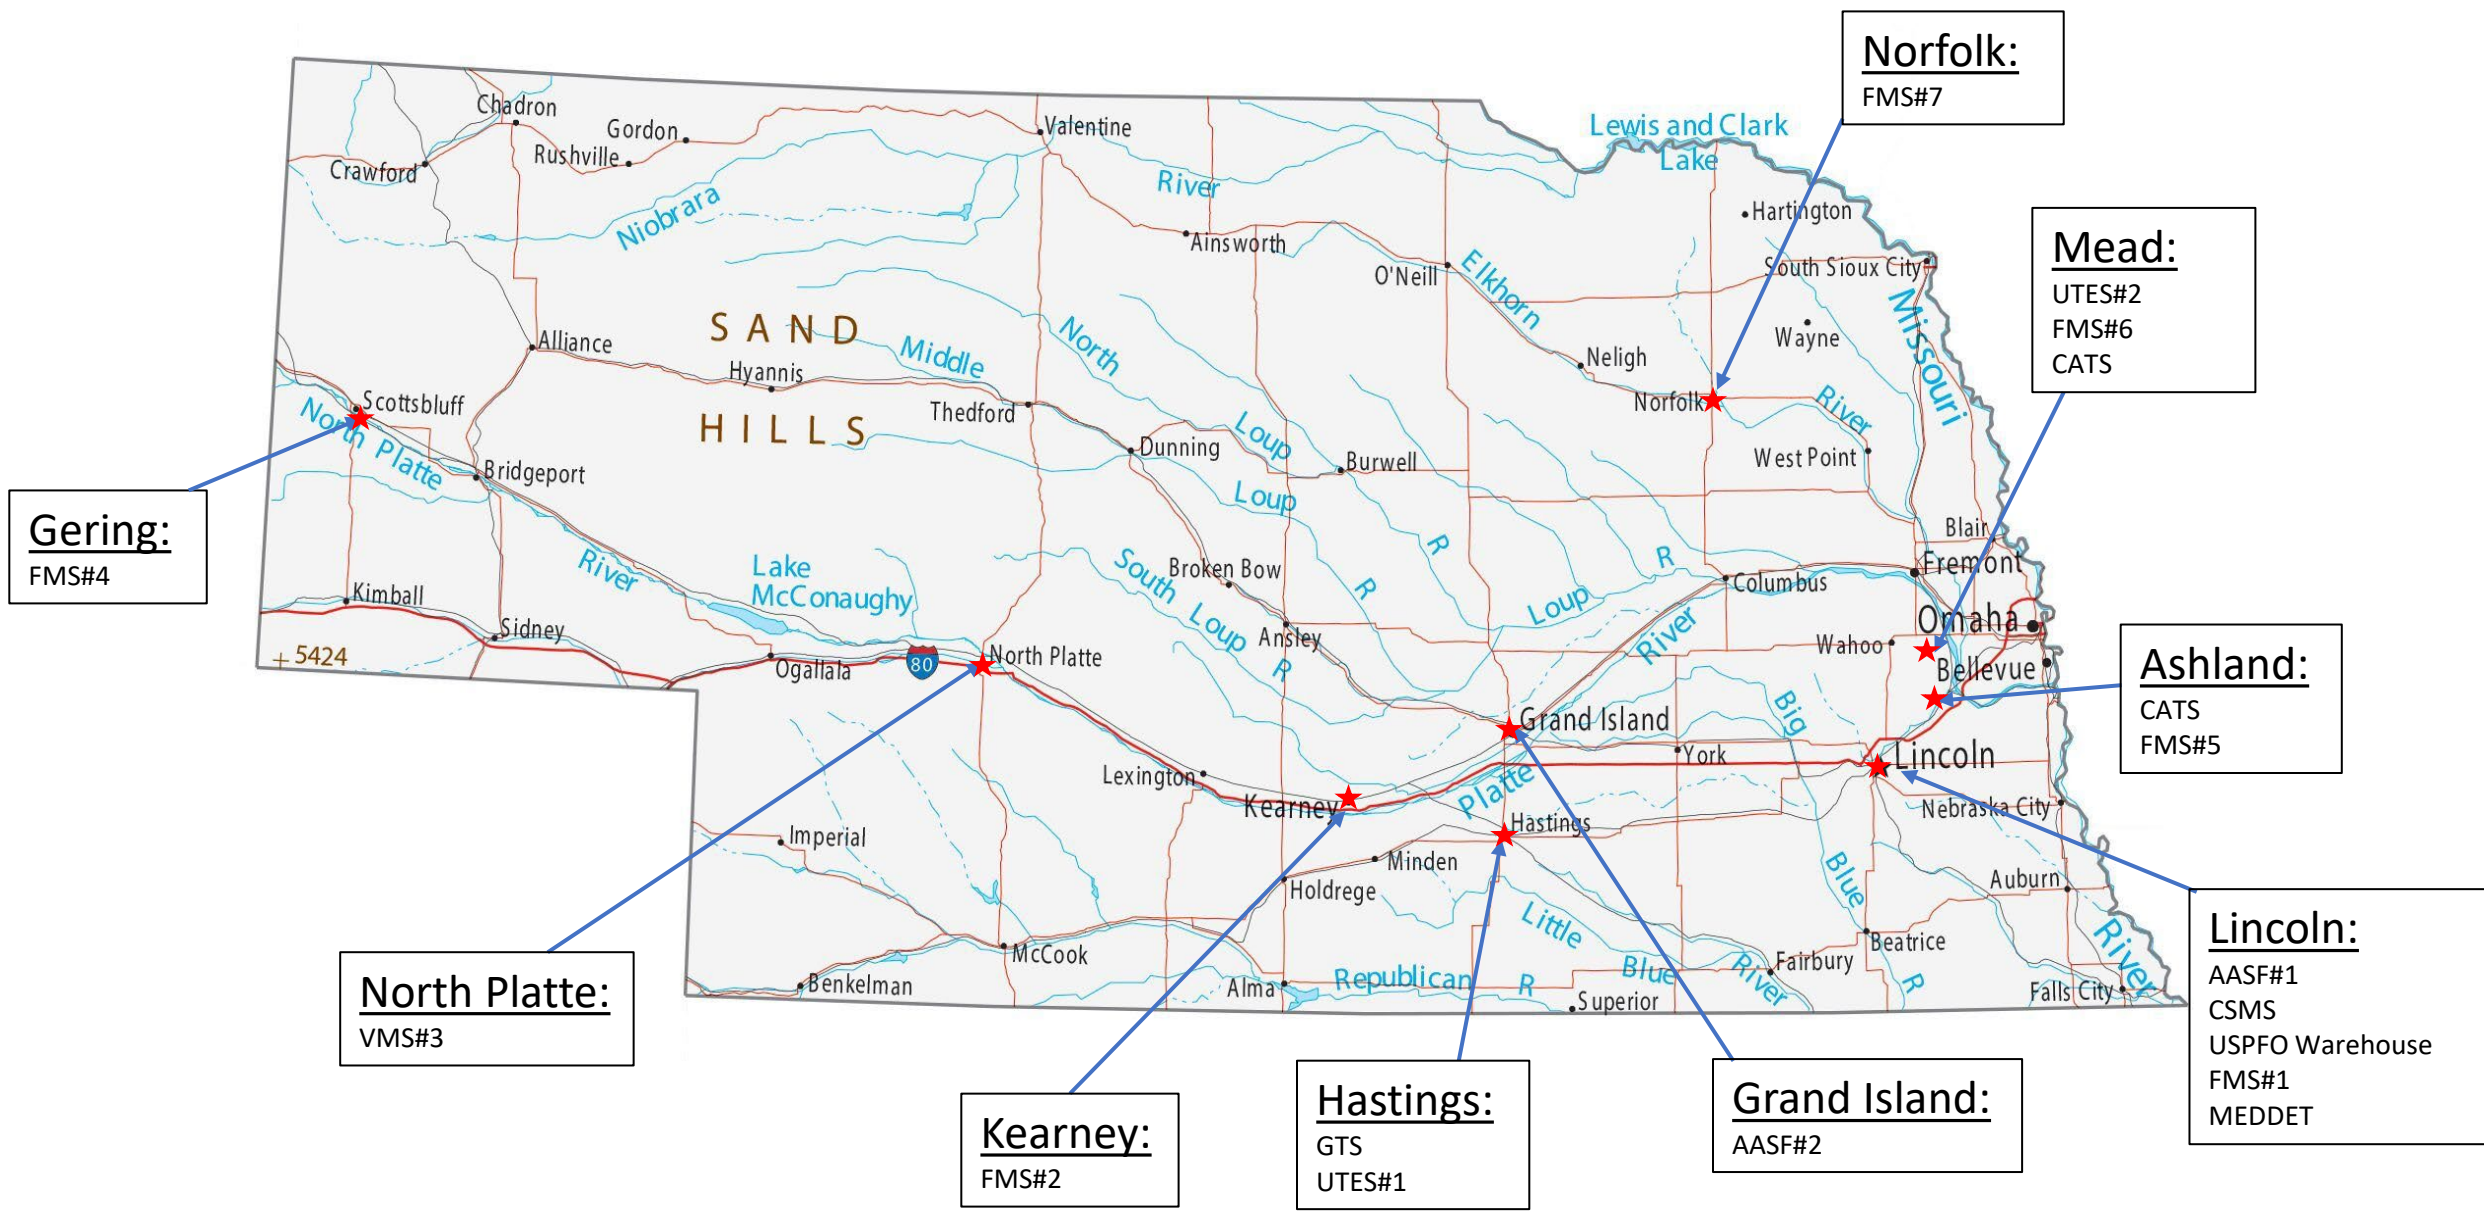 Norfolk:
FMS#7
Mead:
UTES#2
FMS#6
CATS
Ashland:
CATS
FMS#5
Lincoln:
AASF#1
CSMS
USPFO Warehouse
FMS#1
MEDDET
Grand Island:
AASF#2
Hastings:
GTS
UTES#1
Kearney:
FMS#2
North Platte:
VMS#3
Gering:
FMS#4
Chadron
Gordon
Rushville
Crawford
Valentine
Niobrara
River
Lewis and Clark
Lake
Hartington
Ainsworth
O'Neill
Elkhorn
South Sioux City
Missouri
Wayne
SAND
HILLS
Alliance
Hyannis
Middle
North
Thedford
Neligh
Norfolk
River
Scottsbluff
North Platte
Bridgeport
Dunning
Loup
Loup
Burwell
West Point
River
Lake
McConaughy
South Loup R
Broken Bow
R
R
Loup
R
Columbus
Blair
Fremont
Omaha
Kimball
Sidney
+ 5424
Ogallala
80
North Platte
Ansley
River
Wahoo
Bellevue
Grand Island
Big
York
Lincoln
Lexington
Kearney
Platte
Hastings
Nebraska City
Imperial
Minden
Holdrege
Blue
Auburn
Little
Blue
River
McCook
Benkelman
Alma
Republican
R
Superior
Fairbury
Beatrice
R
Falls City
River